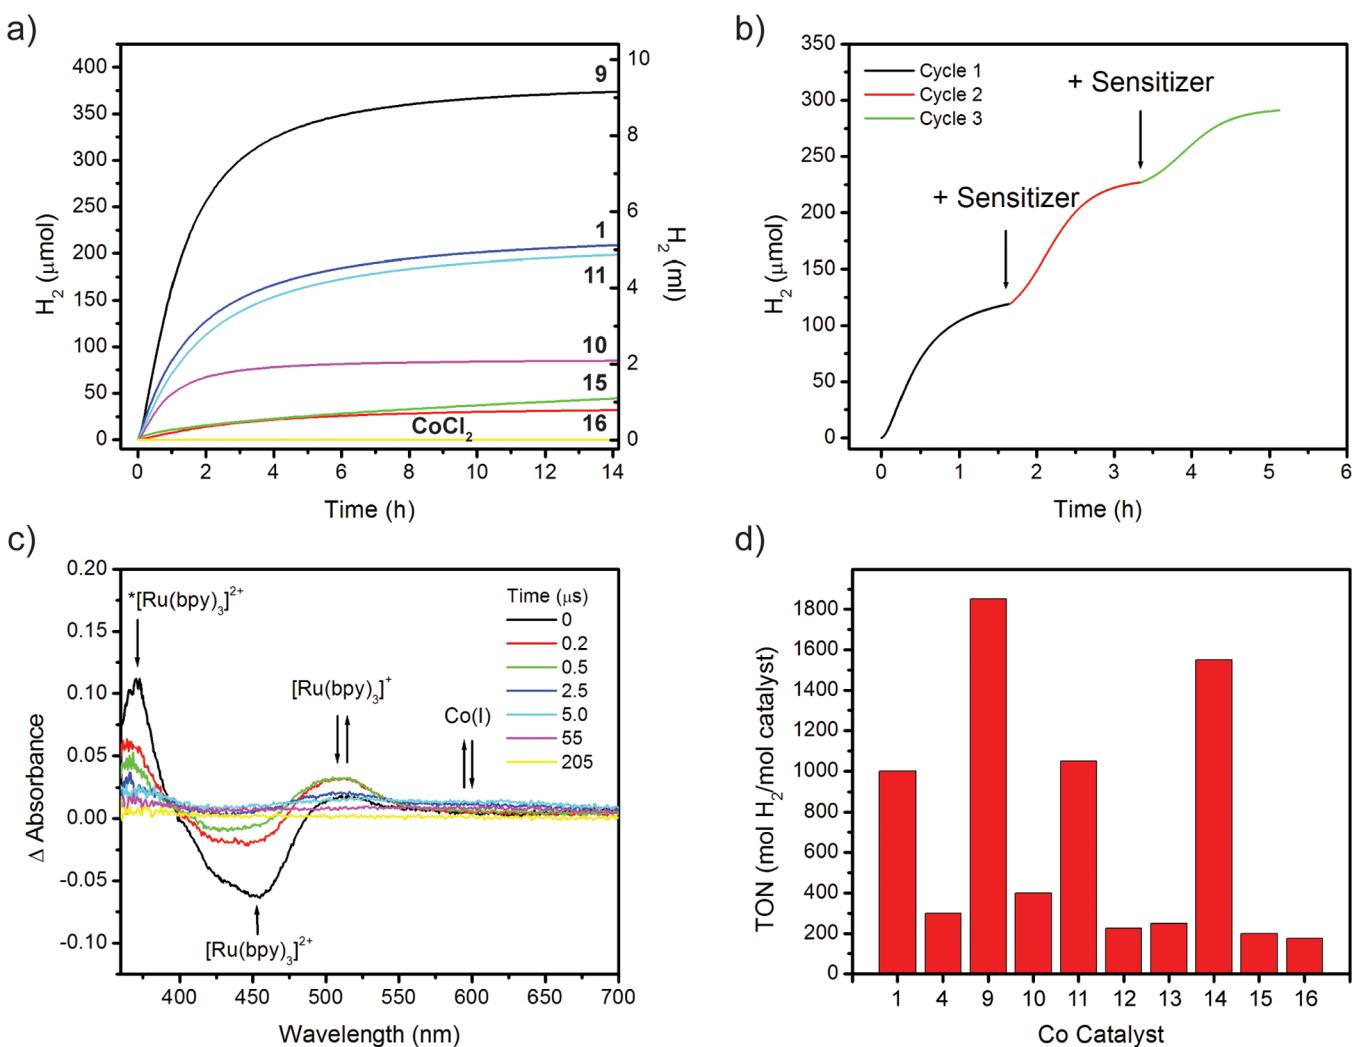 a)
400
350
300
250
200
150
100
50
0
H2 (μmol)
10
8
6
4
2
0
H2 (ml)
9
1
11
10
15
16
CoCl2
0 2 4 6 8 10 12 14
Time (h)
b)
350
300
250
200
150
100
50
0
H2 (μmol)
Cycle 1
Cycle 2
Cycle 3
+ Sensitizer
+ Sensitizer
0 1 2 3 4 5 6
Time (h)
c)
0.20
0.15
0.10
0.05
0.00
-0.05
-0.10
Δ Absorbance
*[Ru(bpy)3]2+
[Ru(bpy)3]+
Co(I)
[Ru(bpy)3]2+
Time (μs)
0
0.2
0.5
2.5
5.0
55
205
400 450 500 550 600 650 700
Wavelength (nm)
d)
1800
1600
1400
1200
1000
800
600
400
200
0
TON (mol H2/mol catalyst)
1 4 9 10 11 12 13 14 15 16
Co Catalyst